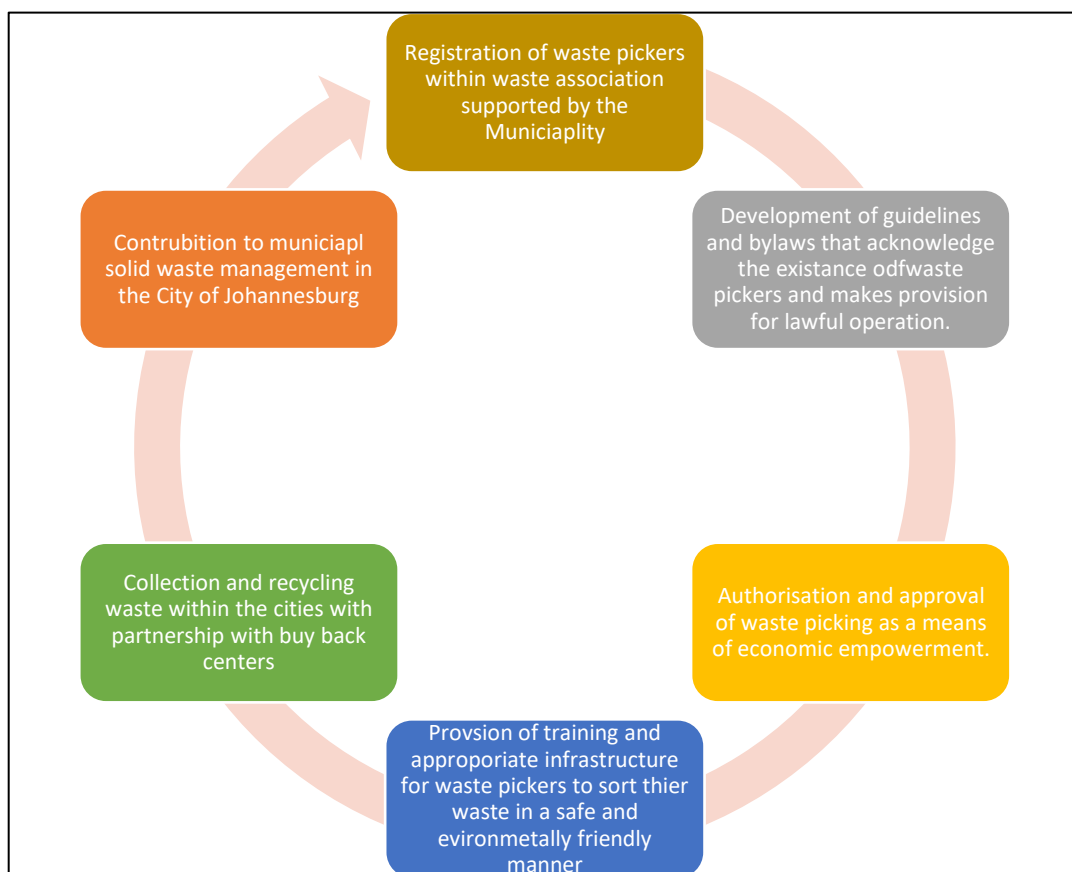 Registration of waste pickers
within waste association
supported by the
Municiaplity
Development of guidelines
and bylaws that acknowledge
the existance odfwaste
pickers and makes provision
for lawful operation.
Authorisation and approval
of waste picking as a means
of economic empowerment.
Provsion of training and
approporiate infrastructure
for waste pickers to sort thier
waste in a safe and
evironmetally friendly
manner
Collection and recycling
waste within the cities with
partnership with buy back
centers
Contrubition to municiapl
solid waste management in
the City of Johannesburg